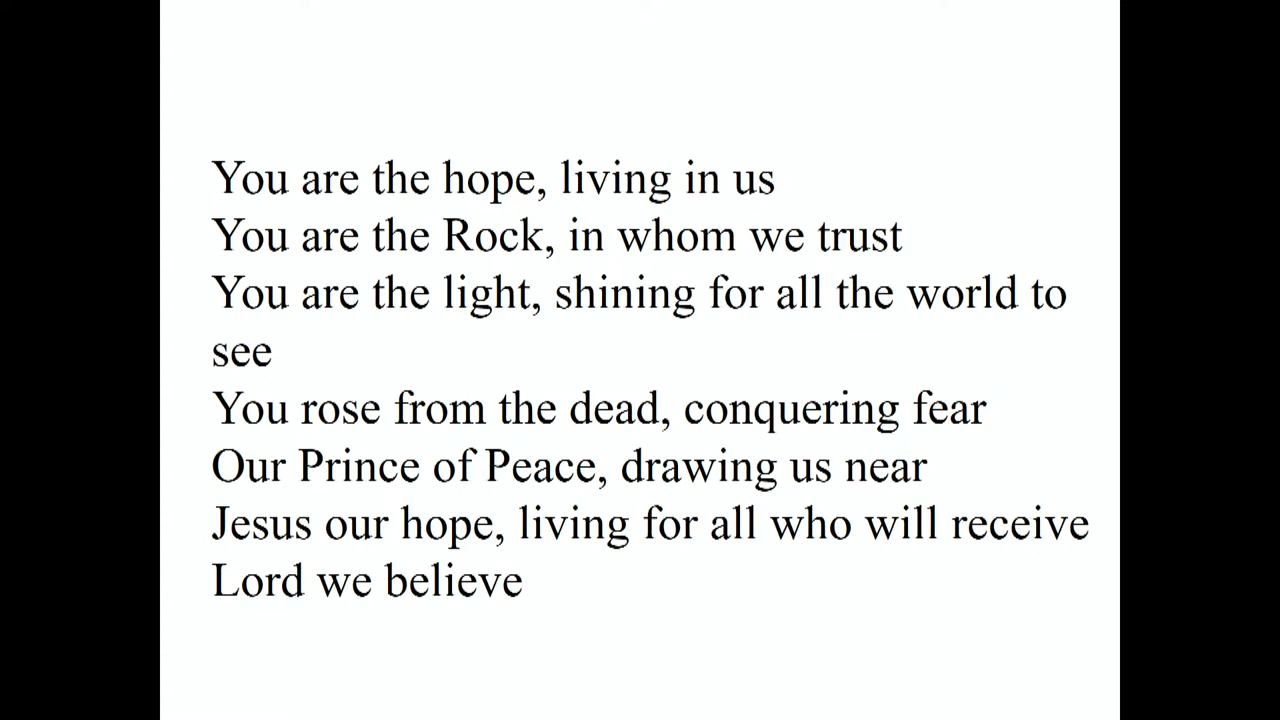 You are the hope, living in us
You are the Rock, in whom we trust
You are the light, shining for all the world to
see
You rose from the dead, conquering fear
Our Prince of Peace, drawing us near
Jesus our hope, living for all who will receive
Lord we believe